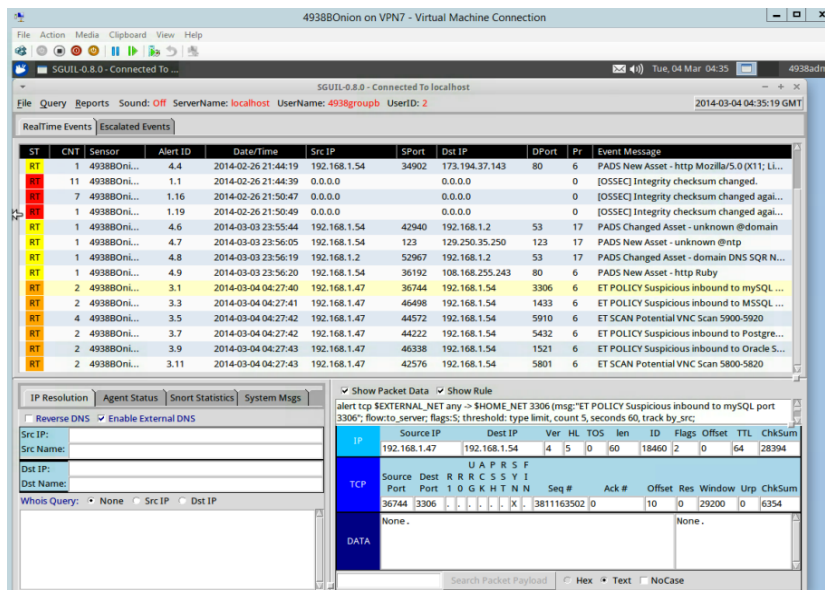 4938BOnion on VPN7 - Virtual Machine Connection
File Action Media Clipboard View Help
SGUIL-0.8.0 - Connected To ...
Tue, 04 Mar 04:35
4938adm
SGUIL-0.8.0 - Connected To localhost
File Query Reports Sound: Off ServerName: localhost UserName: 4938groupb UserID: 2
2014-03-04 04:35:19 GMT
RealTime Events Escalated Events
ST CNT Sensor Alert ID Date/Time Src IP SPort Dst IP DPort Pr Event Message
RT 1 4938BOni... 4.4 2014-02-26 21:44:19 192.168.1.54 34902 173.194.37.143 80 6 PADS New Asset - http Mozilla/5.0 (X11; Li...
RT 11 4938BOni... 1.1 2014-02-26 21:44:39 0.0.0.0 0.0.0.0 0 [OSSEC] Integrity checksum changed.
RT 7 4938BOni... 1.16 2014-02-26 21:50:47 0.0.0.0 0.0.0.0 0 [OSSEC] Integrity checksum changed agai...
RT 1 4938BOni... 1.19 2014-02-26 21:50:49 0.0.0.0 0.0.0.0 0 [OSSEC] Integrity checksum changed agai...
RT 1 4938BOni... 4.6 2014-03-03 23:55:44 192.168.1.54 42940 192.168.1.2 53 17 PADS Changed Asset - unknown @domain
RT 1 4938BOni... 4.7 2014-03-03 23:56:05 192.168.1.54 123 129.250.35.250 123 17 PADS New Asset - unknown @ntp
RT 1 4938BOni... 4.8 2014-03-03 23:56:19 192.168.1.2 52967 192.168.1.2 53 17 PADS Changed Asset - domain DNS SQR N...
RT 1 4938BOni... 4.9 2014-03-03 23:56:20 192.168.1.54 36192 108.168.255.243 80 6 PADS New Asset - http Ruby
RT 2 4938BOni... 3.1 2014-03-04 04:27:40 192.168.1.47 36744 192.168.1.54 3306 6 ET POLICY Suspicious inbound to mySQL ...
RT 2 4938BOni... 3.3 2014-03-04 04:27:41 192.168.1.47 46498 192.168.1.54 1433 6 ET POLICY Suspicious inbound to MSSQL ...
RT 4 4938BOni... 3.5 2014-03-04 04:27:42 192.168.1.47 44572 192.168.1.54 5910 6 ET SCAN Potential VNC Scan 5900-5920
RT 2 4938BOni... 3.7 2014-03-04 04:27:42 192.168.1.47 44222 192.168.1.54 5432 6 ET POLICY Suspicious inbound to Postgre...
RT 2 4938BOni... 3.9 2014-03-04 04:27:43 192.168.1.47 46338 192.168.1.54 1521 6 ET POLICY Suspicious inbound to Oracle S...
RT 2 4938BOni... 3.11 2014-03-04 04:27:43 192.168.1.47 42576 192.168.1.54 5801 6 ET SCAN Potential VNC Scan 5800-5820
IP Resolution Agent Status Snort Statistics System Msgs
Reverse DNS Enable External DNS
Src IP:
Src Name:
Dst IP:
Dst Name:
Whois Query: None Src IP Dst IP
Show Packet Data Show Rule
alert tcp $EXTERNAL_NET any -> $HOME_NET 3306 (msg:"ET POLICY Suspicious inbound to mySQL port
3306"; flow:to_server; flags:S; threshold: type limit, count 5, seconds 60, track by_src;
IP
Source IP Dest IP Ver HL TOS len ID Flags Offset TTL ChkSum
192.168.1.47 192.168.1.54 4 5 0 60 18460 2 0 64 28394
TCP
U A P R S F
Source Dest R R R C S S Y I
Port Port 1 0 G K H T N N Seq # Ack # Offset Res Window Urp ChkSum
36744 3306 . . . . . . X . 3811163502 0 10 0 29200 0 6354
DATA
None.
None.
Search Packet Payload Hex Text NoCase